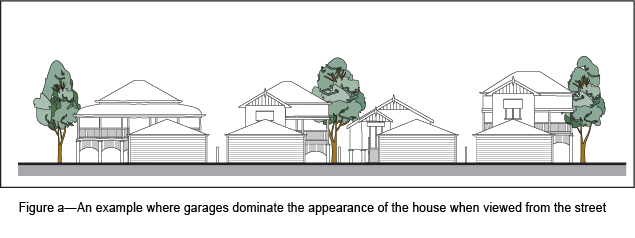 Figure a—An example where garages dominate the appearance of the house when viewed from the street